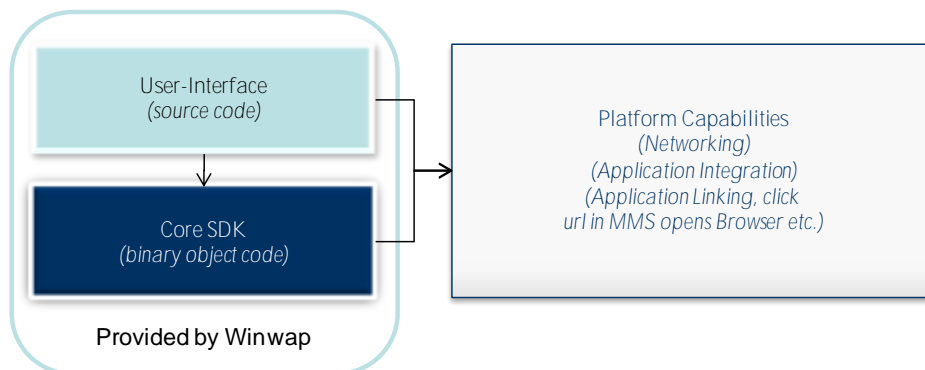 User-Interface
(source code)
Core SDK
(binary object code)
Provided by Winwap
Platform Capabilities
(Networking)
(Application Integration)
(Application Linking, click
url in MMS opens Browser etc.)